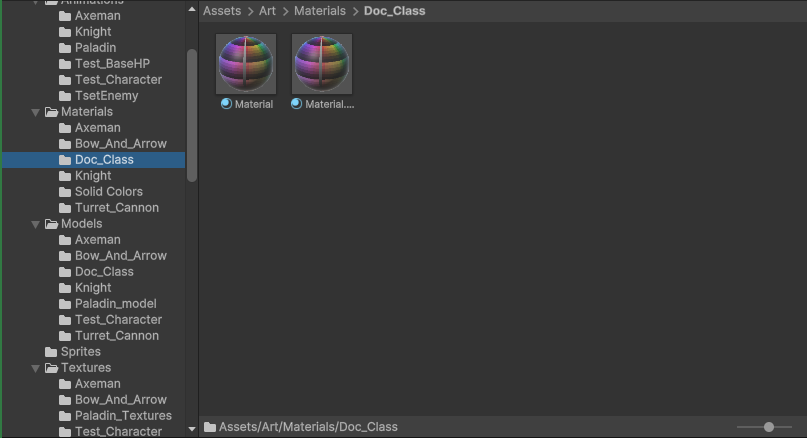 Animations
Axeman
Knight
Paladin
Test_BaseHP
Test_Character
TsetEnemy
Materials
Axeman
Bow_And_Arrow
Doc_Class
Knight
Solid Colors
Turret_Cannon
Models
Axeman
Bow_And_Arrow
Doc_Class
Knight
Paladin_model
Test_Character
Turret_Cannon
Sprites
Textures
Axeman
Bow_And_Arrow
Paladin_Textures
Test_Character
Assets > Art > Materials > Doc_Class
Material
Material....
Assets/Art/Materials/Doc_Class